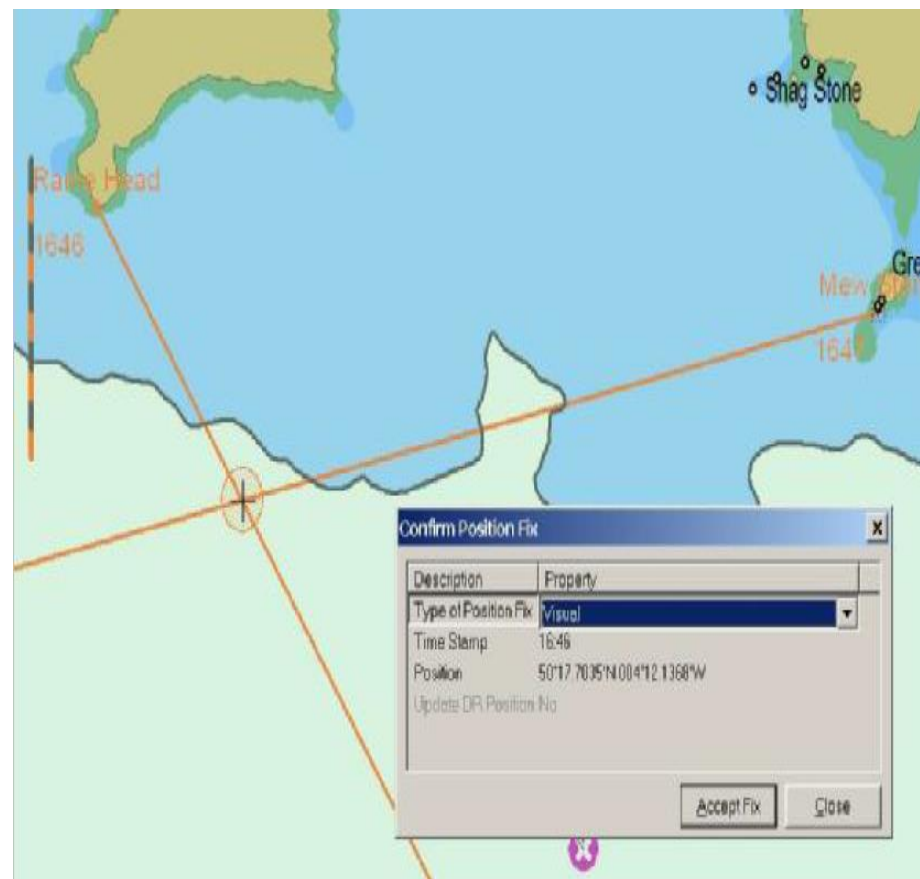 Shag Stone
Rame Head
1646
Gre
Mew Stone
1647
Confirm Position Fix
Description Property
Type of Position Fix Visual
Time Stamp 16:46
Position 50°17.7035'N 004°12.1368'W
Update DR Position No
Accept Fix Close